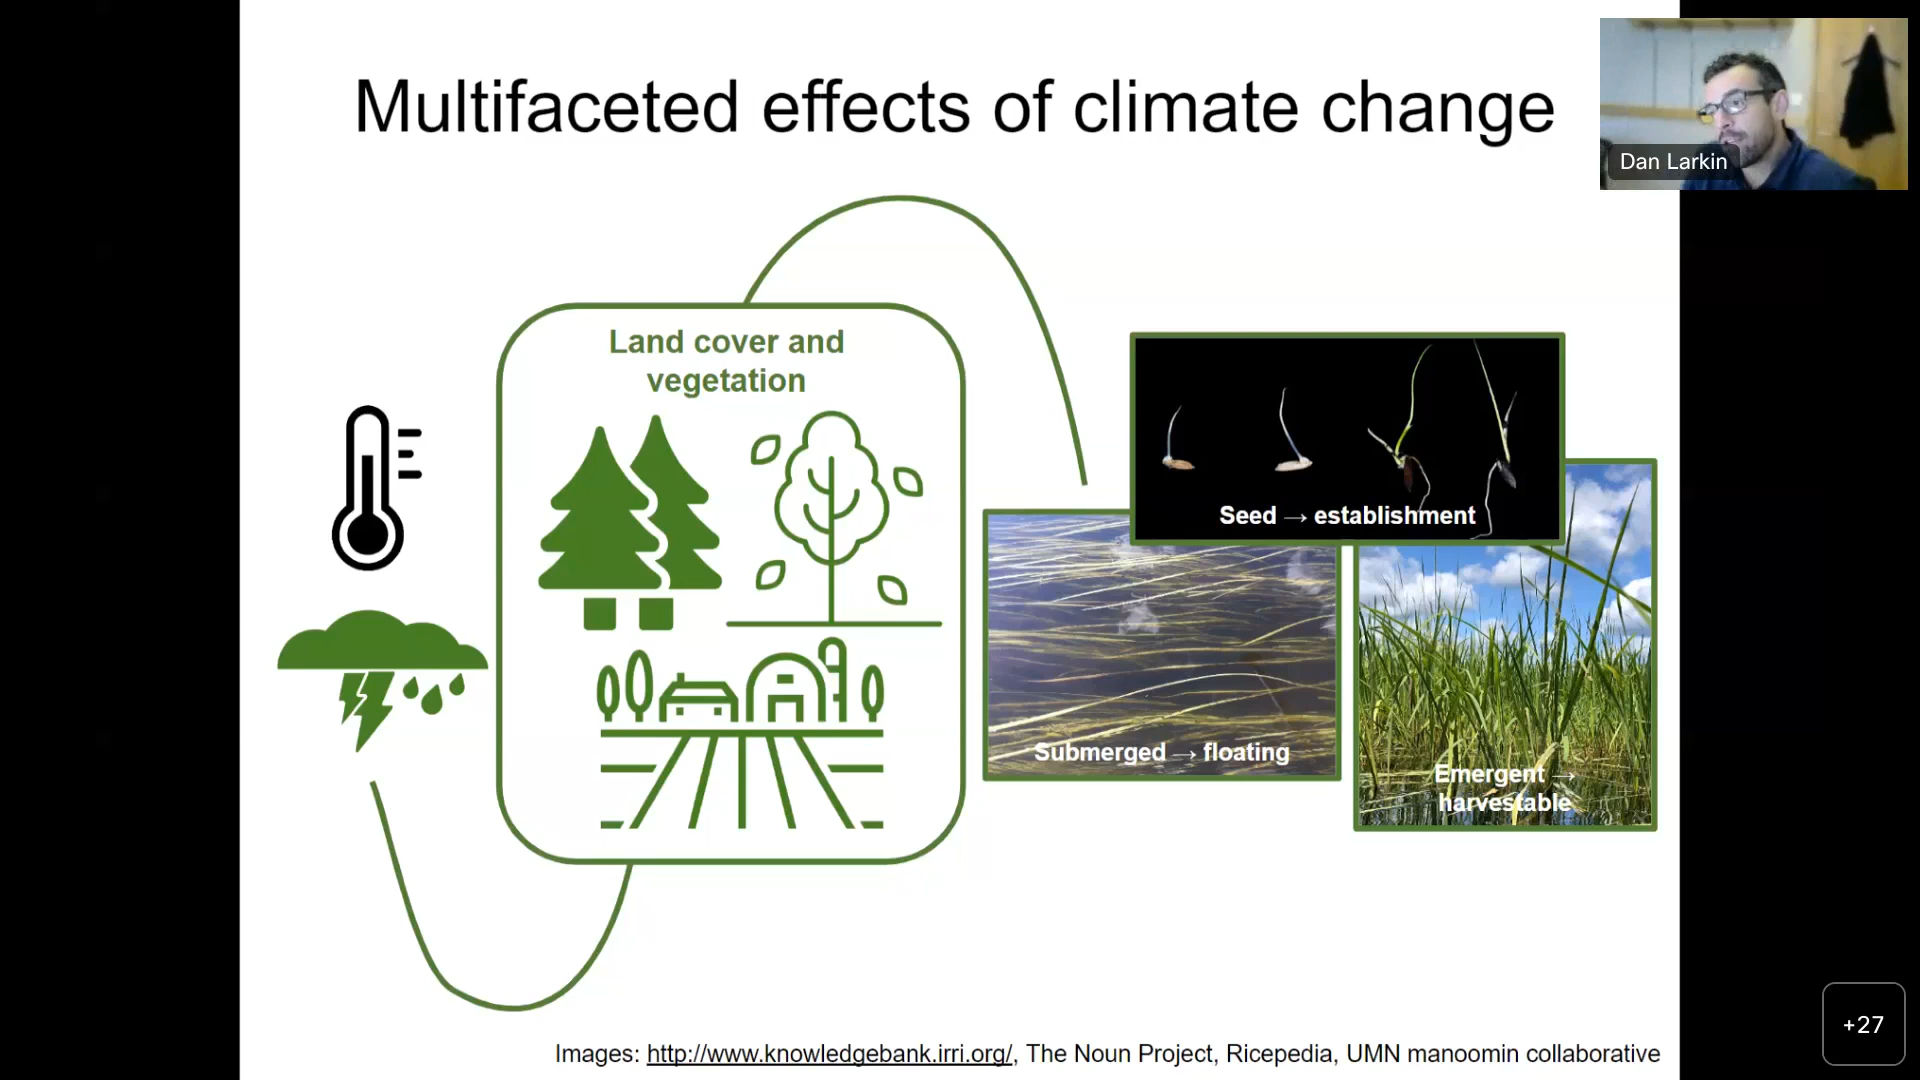 Multifaceted effects of climate change
Dan Larkin
Land cover and
vegetation
Seed → establishment
Submerged → floating
Emergent →
harvestable
+27
Images: http://www.knowledgebank.irri.org/, The Noun Project, Ricepedia, UMN manoomin collaborative